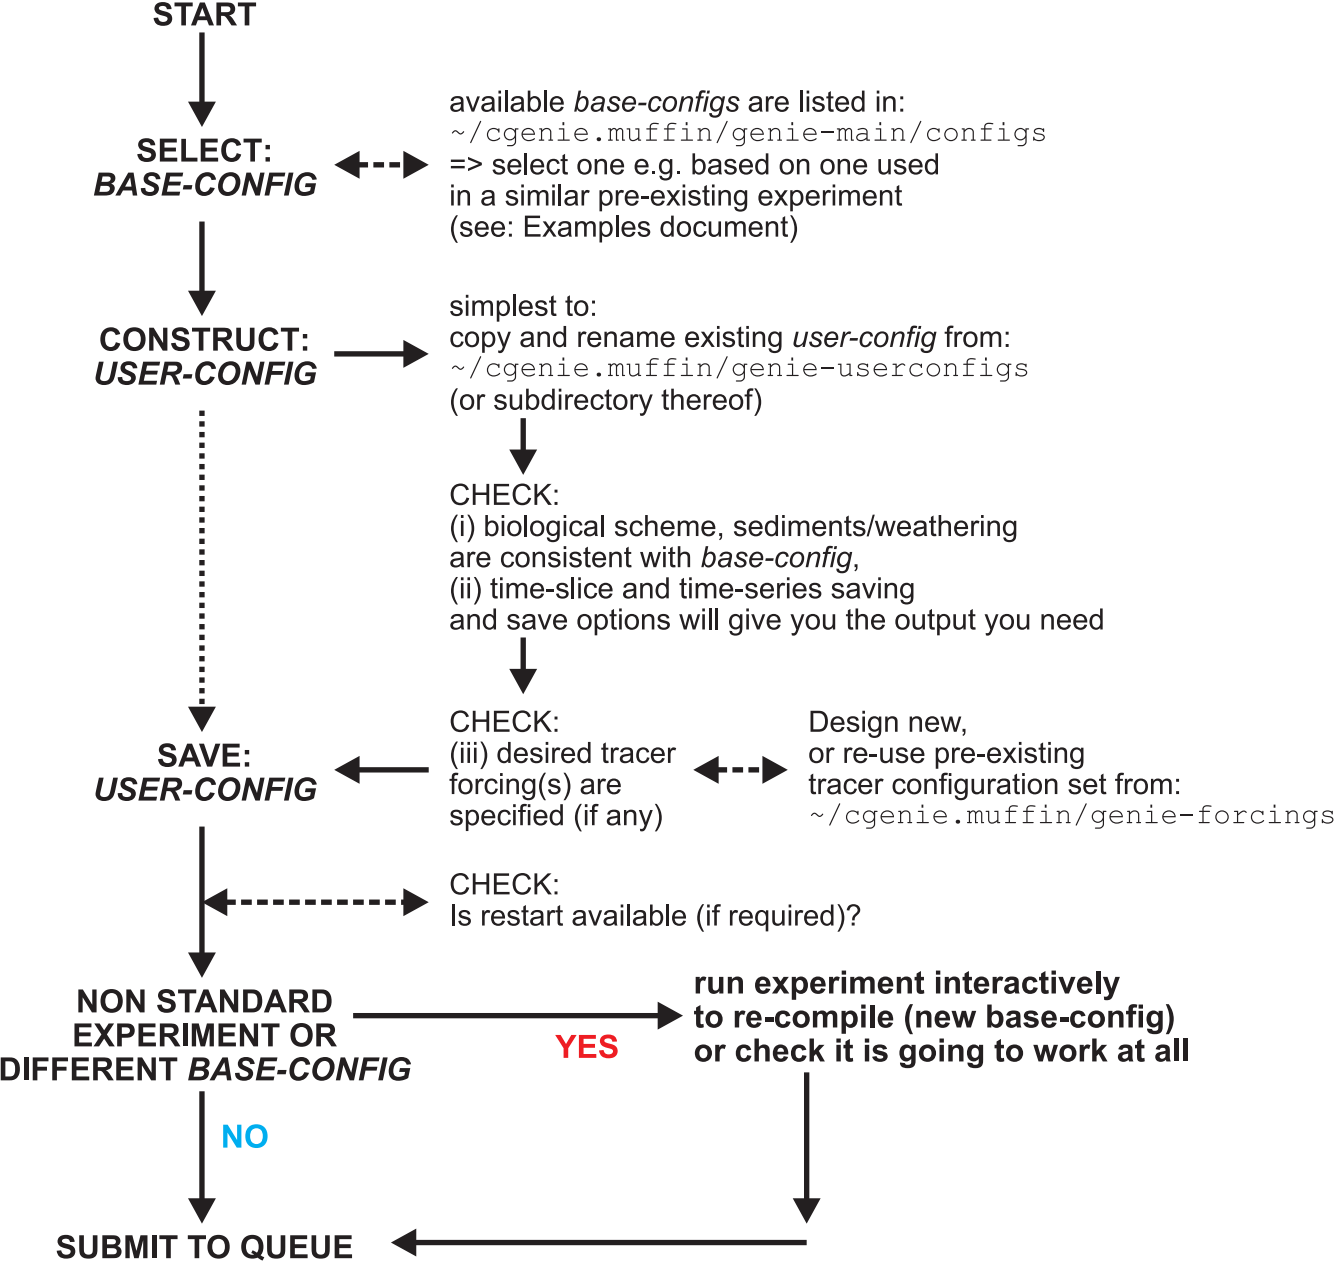 START
SELECT:
BASE-CONFIG
available base-configs are listed in:
~/cgenie.muffin/genie-main/configs
=> select one e.g. based on one used
in a similar pre-existing experiment
(see: Examples document)
CONSTRUCT:
USER-CONFIG
simplest to:
copy and rename existing user-config from:
~/cgenie.muffin/genie-userconfigs
(or subdirectory thereof)
CHECK:
(i) biological scheme, sediments/weathering
are consistent with base-config,
(ii) time-slice and time-series saving
and save options will give you the output you need
SAVE:
USER-CONFIG
CHECK:
(iii) desired tracer
forcing(s) are
specified (if any)
Design new,
or re-use pre-existing
tracer configuration set from:
~/cgenie.muffin/genie-forcings
CHECK:
Is restart available (if required)?
NON STANDARD
EXPERIMENT OR
DIFFERENT BASE-CONFIG
YES
run experiment interactively
to re-compile (new base-config)
or check it is going to work at all
NO
SUBMIT TO QUEUE